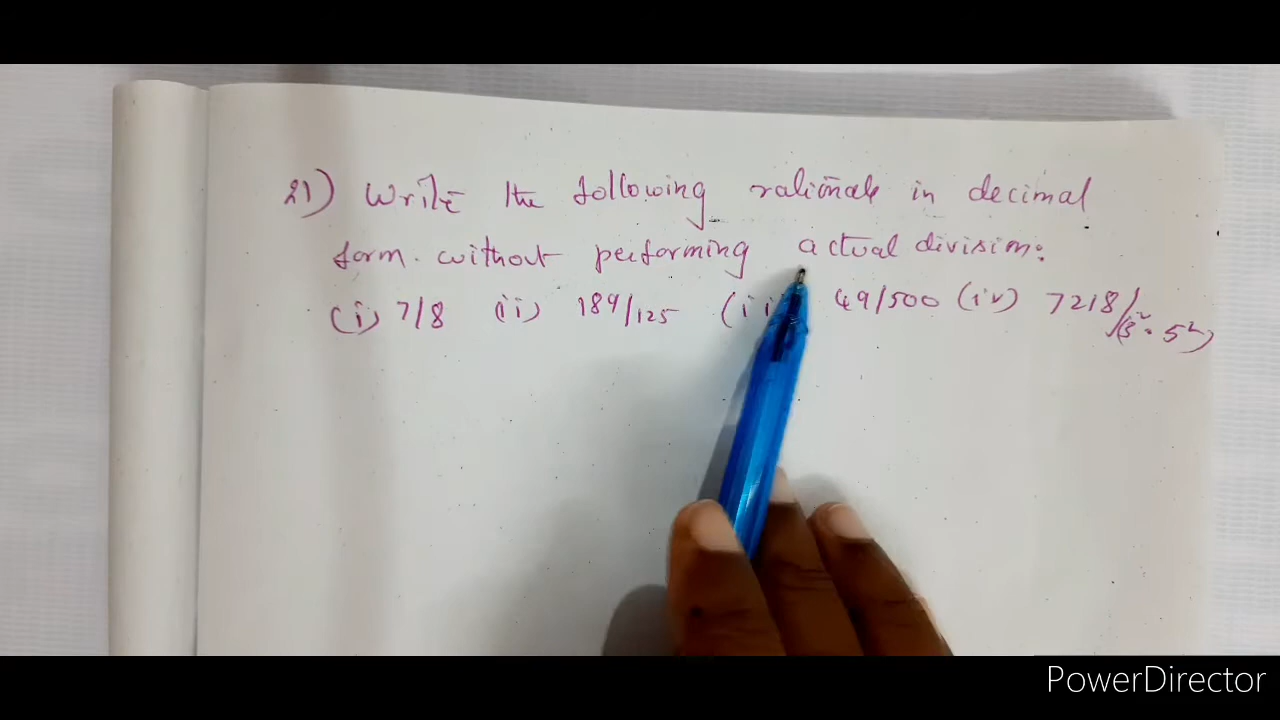 21) Write the following rationals in decimal
form. without performing actual division:
(i) 7/8 (ii) 189/125 (ii 49/500 (iv) 7218/(3². 5²)
PowerDirector